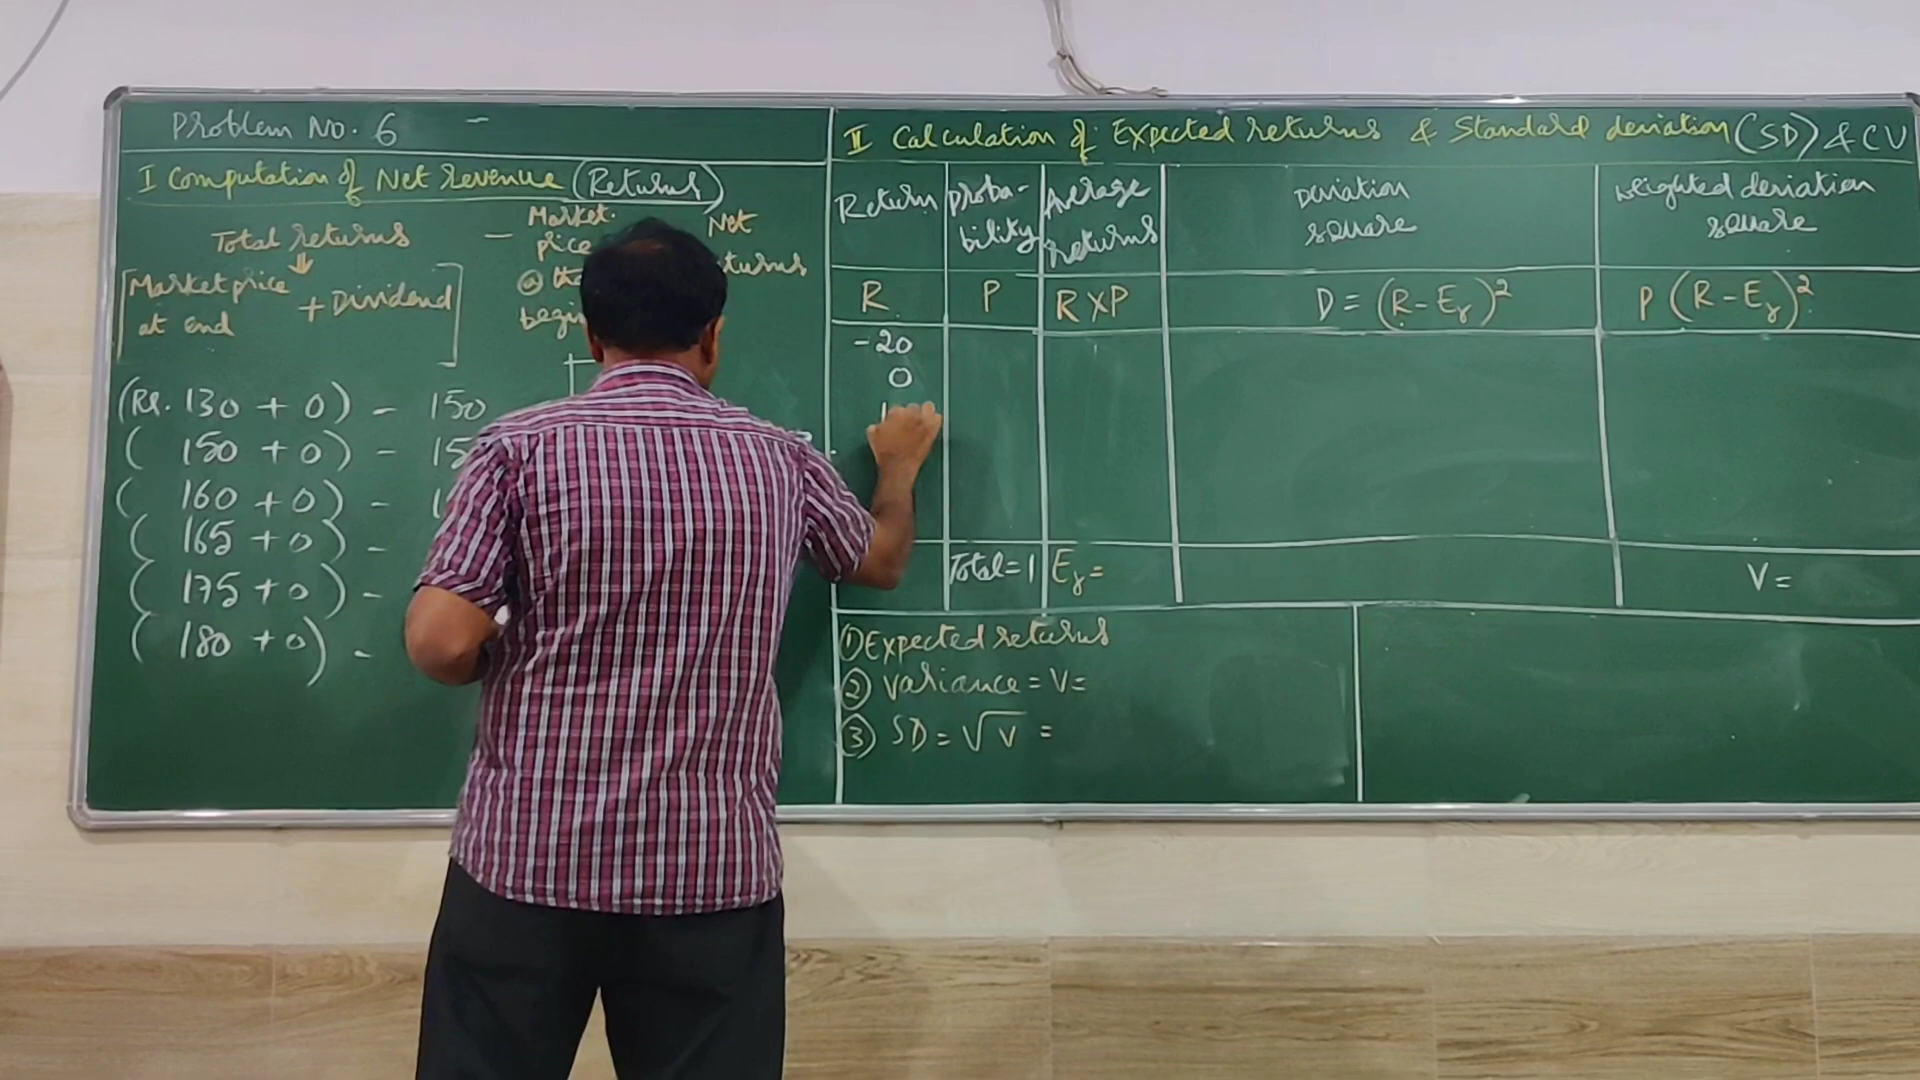 Problem No. 6 -
I Computation of Net Revenue (Returns)
Total returns - Market price
[Market price at end + Dividend]
Net
(Rs. 130 + 0) - 150
( 150 + 0) - 15
( 160 + 0) -
( 165 + 0) -
( 175 + 0) -
( 180 + 0) -
II Calculation of Expected returns & Standard deviation (SD) & CV
Return
Proba-
bility
Average
returns
Deviation
square
Weighted deviation
square
R P R X P D = (R - Eᵣ)² P (R - Eᵣ)²
-20
0
Total = 1 Eᵣ = V =
① Expected returns
② Variance = V =
③ SD = √V =